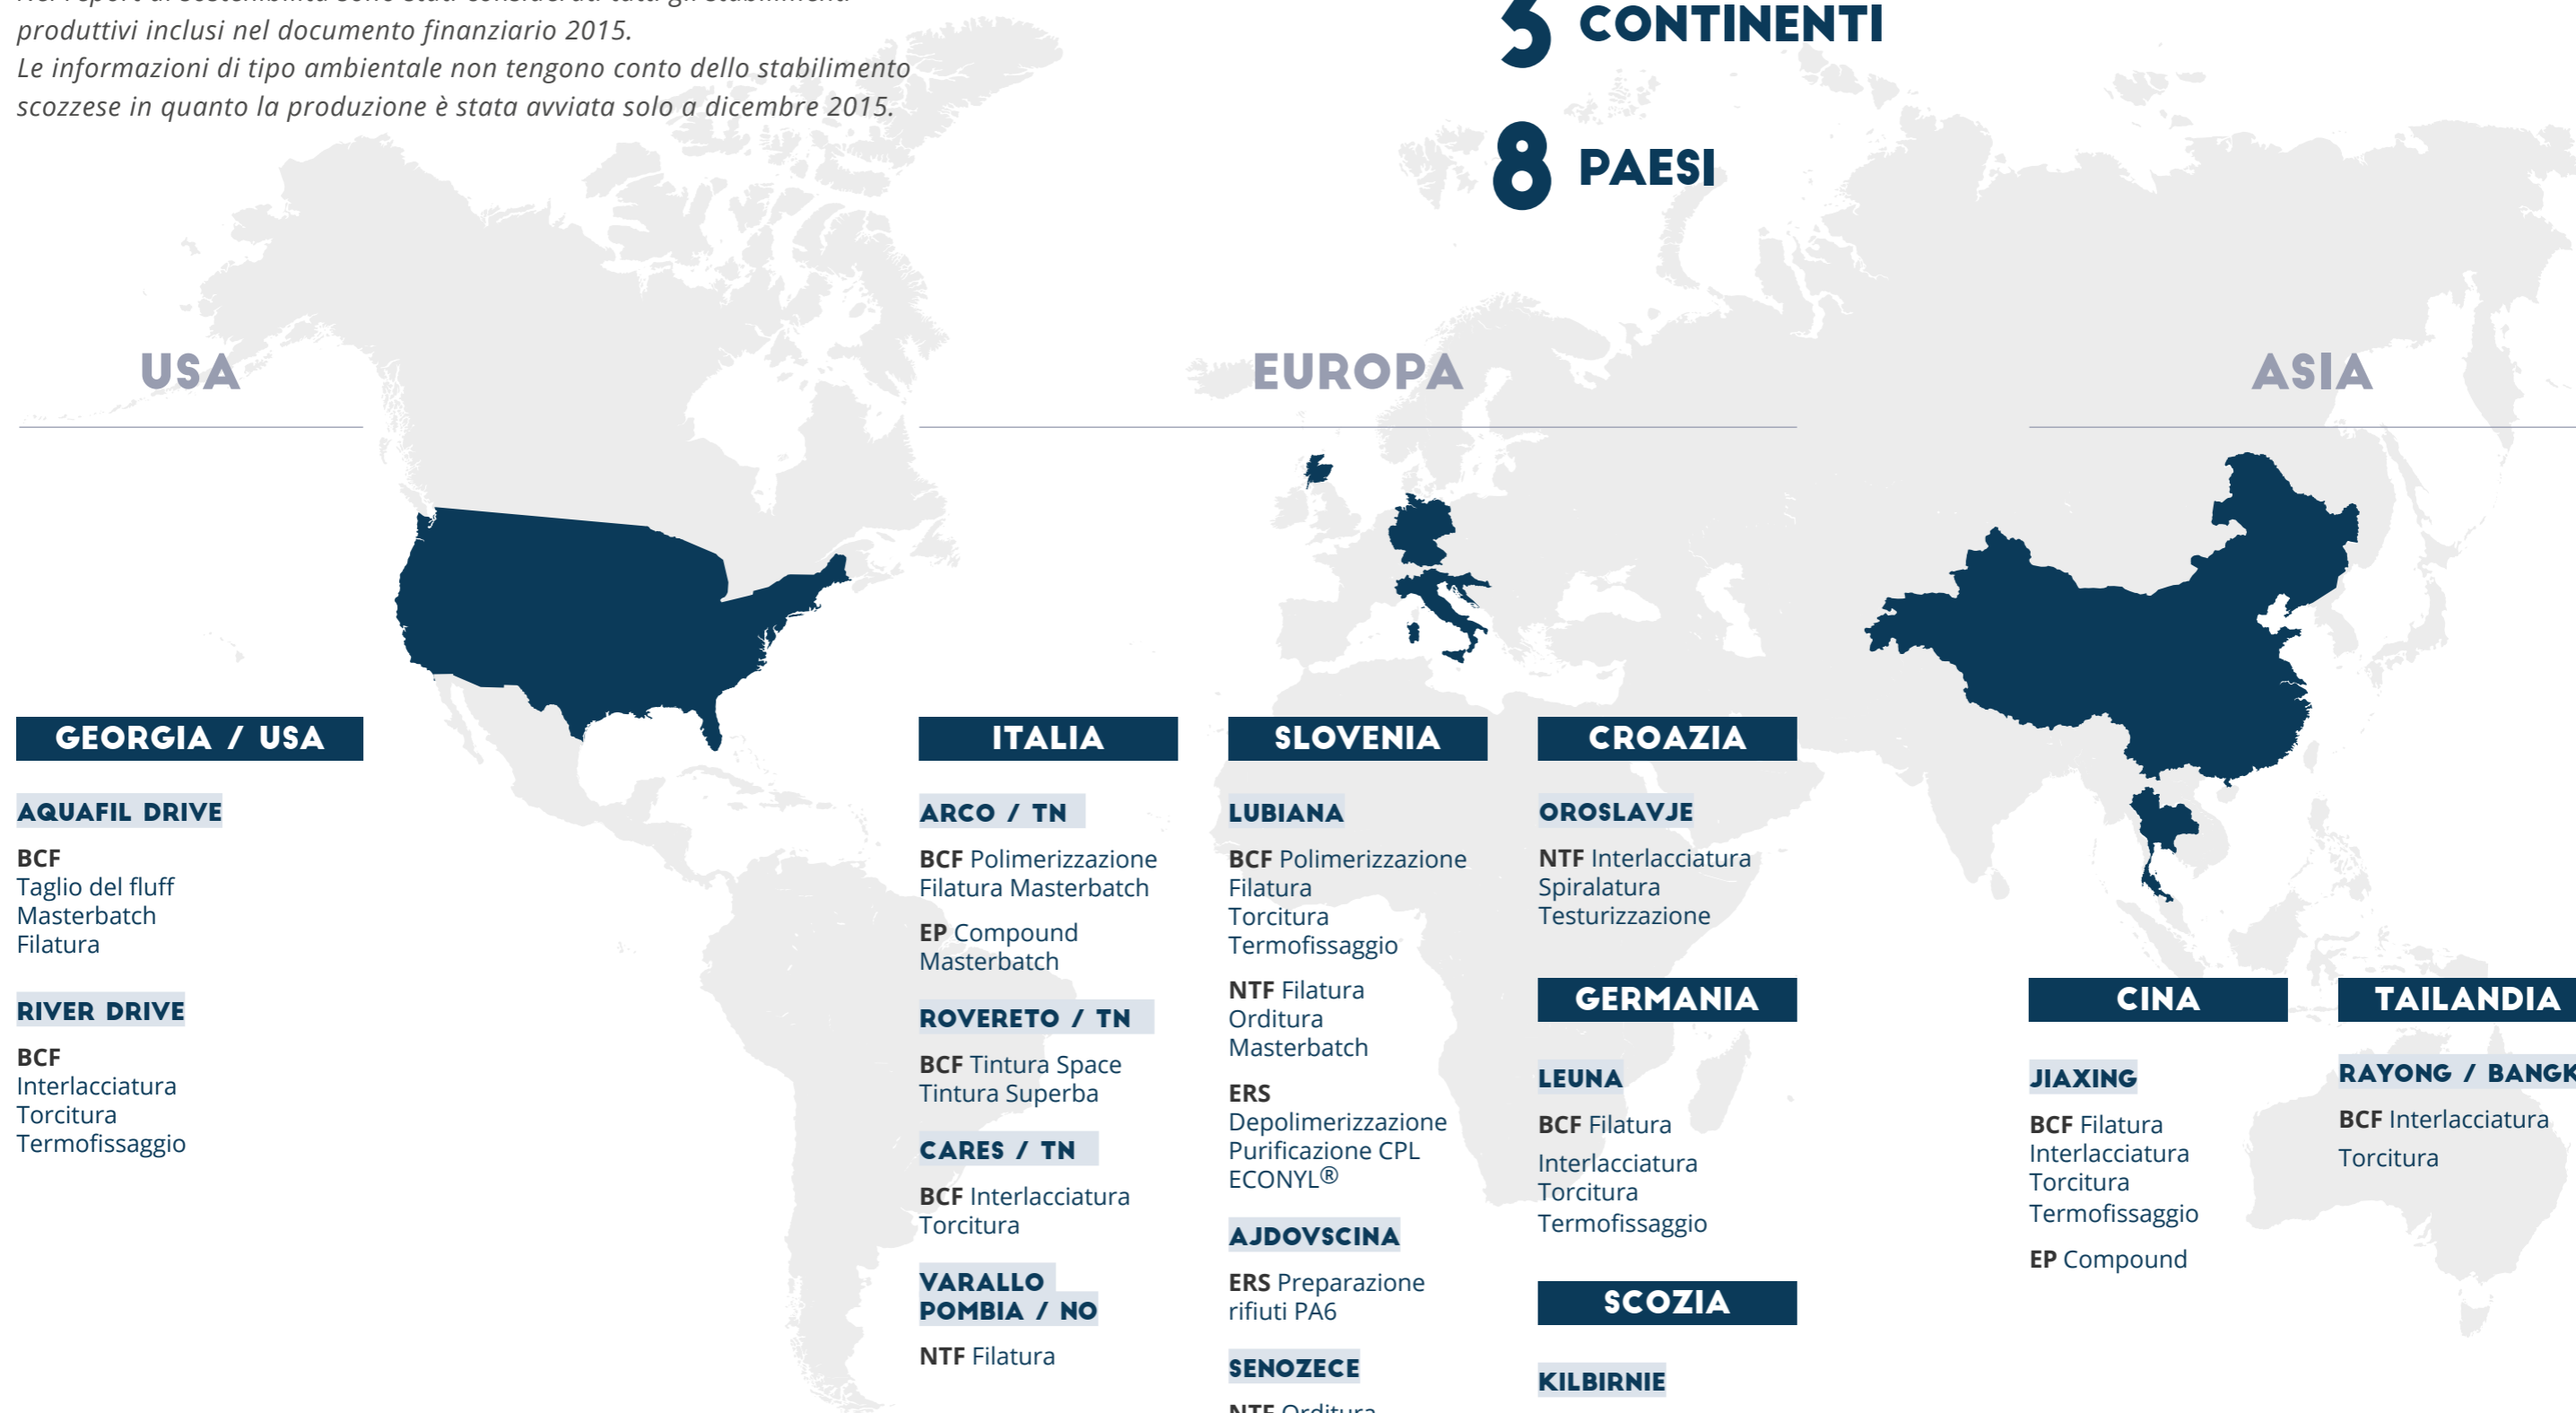 produttivi inclusi nel documento finanziario 2015.
Le informazioni di tipo ambientale non tengono conto dello stabilimento
scozzese in quanto la produzione è stata avviata solo a dicembre 2015.
3 CONTINENTI
8 PAESI
USA
GEORGIA / USA
AQUAFIL DRIVE
BCF
Taglio del fluff
Masterbatch
Filatura
RIVER DRIVE
BCF
Interlacciatura
Torcitura
Termofissaggio
EUROPA
ITALIA
ARCO / TN
BCF Polimerizzazione
Filatura Masterbatch
EP Compound
Masterbatch
ROVERETO / TN
BCF Tintura Space
Tintura Superba
CARES / TN
BCF Interlacciatura
Torcitura
VARALLO
POMBIA / NO
NTF Filatura
SLOVENIA
LUBIANA
BCF Polimerizzazione
Filatura
Torcitura
Termofissaggio
NTF Filatura
Orditura
Masterbatch
ERS
Depolimerizzazione
Purificazione CPL
ECONYL®
AJDOVSCINA
ERS Preparazione
rifiuti PA6
SENOZECE
NTF Orditura
CROAZIA
OROSLAVJE
NTF Interlacciatura
Spiralatura
Testurizzazione
GERMANIA
LEUNA
BCF Filatura
Interlacciatura
Torcitura
Termofissaggio
SCOZIA
KILBIRNIE
ASIA
CINA
JIAXING
BCF Filatura
Interlacciatura
Torcitura
Termofissaggio
EP Compound
TAILANDIA
RAYONG / BANGK
BCF Interlacciatura
Torcitura